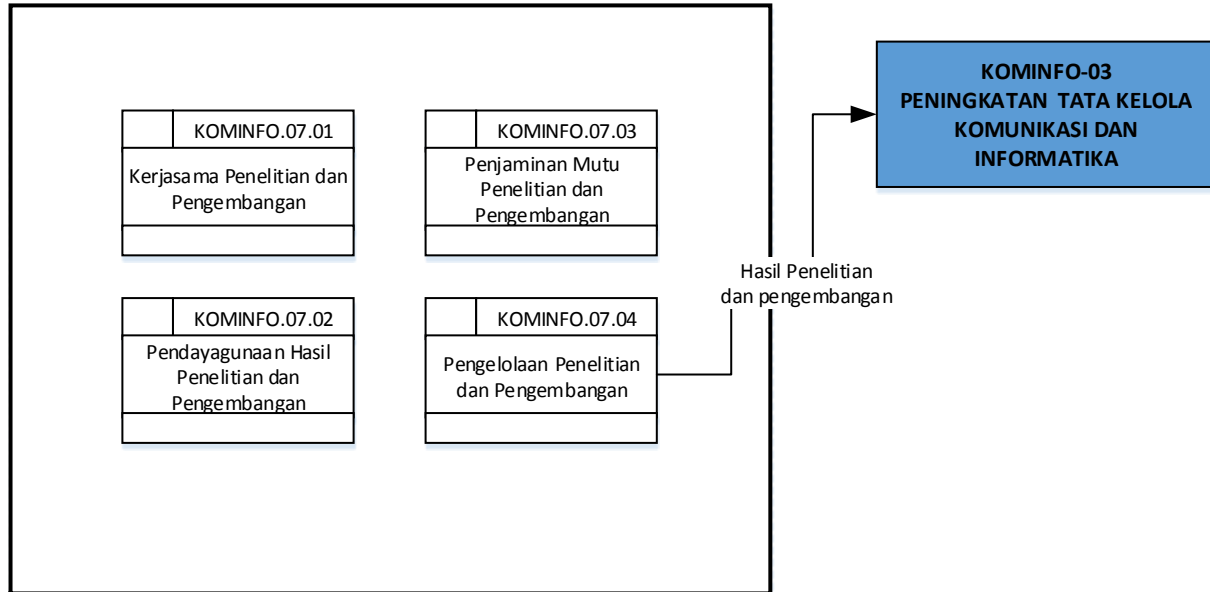 KOMINFO.07.01
Kerjasama Penelitian dan
Pengembangan
KOMINFO.07.03
Penjaminan Mutu
Penelitian dan
Pengembangan
KOMINFO.07.02
Pendayagunaan Hasil
Penelitian dan
Pengembangan
KOMINFO.07.04
Pengelolaan Penelitian
dan Pengembangan
Hasil Penelitian
dan pengembangan
KOMINFO-03
PENINGKATAN TATA KELOLA
KOMUNIKASI DAN
INFORMATIKA